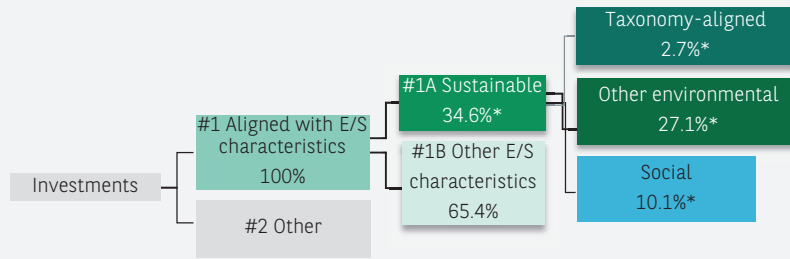 Investments
#1 Aligned with E/S
characteristics
100%
#2 Other
#1A Sustainable
34.6%*
#1B Other E/S
characteristics
65.4%
Taxonomy-aligned
2.7%*
Other environmental
27.1%*
Social
10.1%*